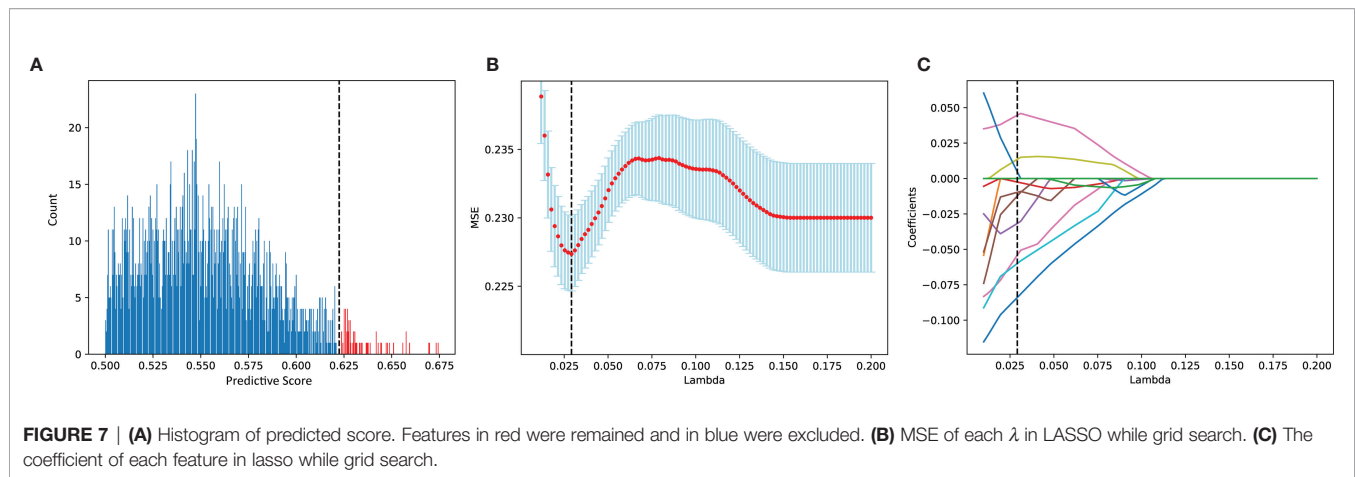 A
B
C
20
15
10
5
0
Count
0.500 0.525 0.550 0.575 0.600 0.625 0.650 0.675
Predictive Score
0.235
0.230
0.225
MSE
0.025 0.050 0.075 0.100 0.125 0.150 0.175 0.200
Lambda
0.050
0.025
0.000
−0.025
−0.050
−0.075
−0.100
Coefficients
0.025 0.050 0.075 0.100 0.125 0.150 0.175 0.200
Lambda
FIGURE 7 | (A) Histogram of predicted score. Features in red were remained and in blue were excluded. (B) MSE of each λ in LASSO while grid search. (C) The
coefficient of each feature in lasso while grid search.